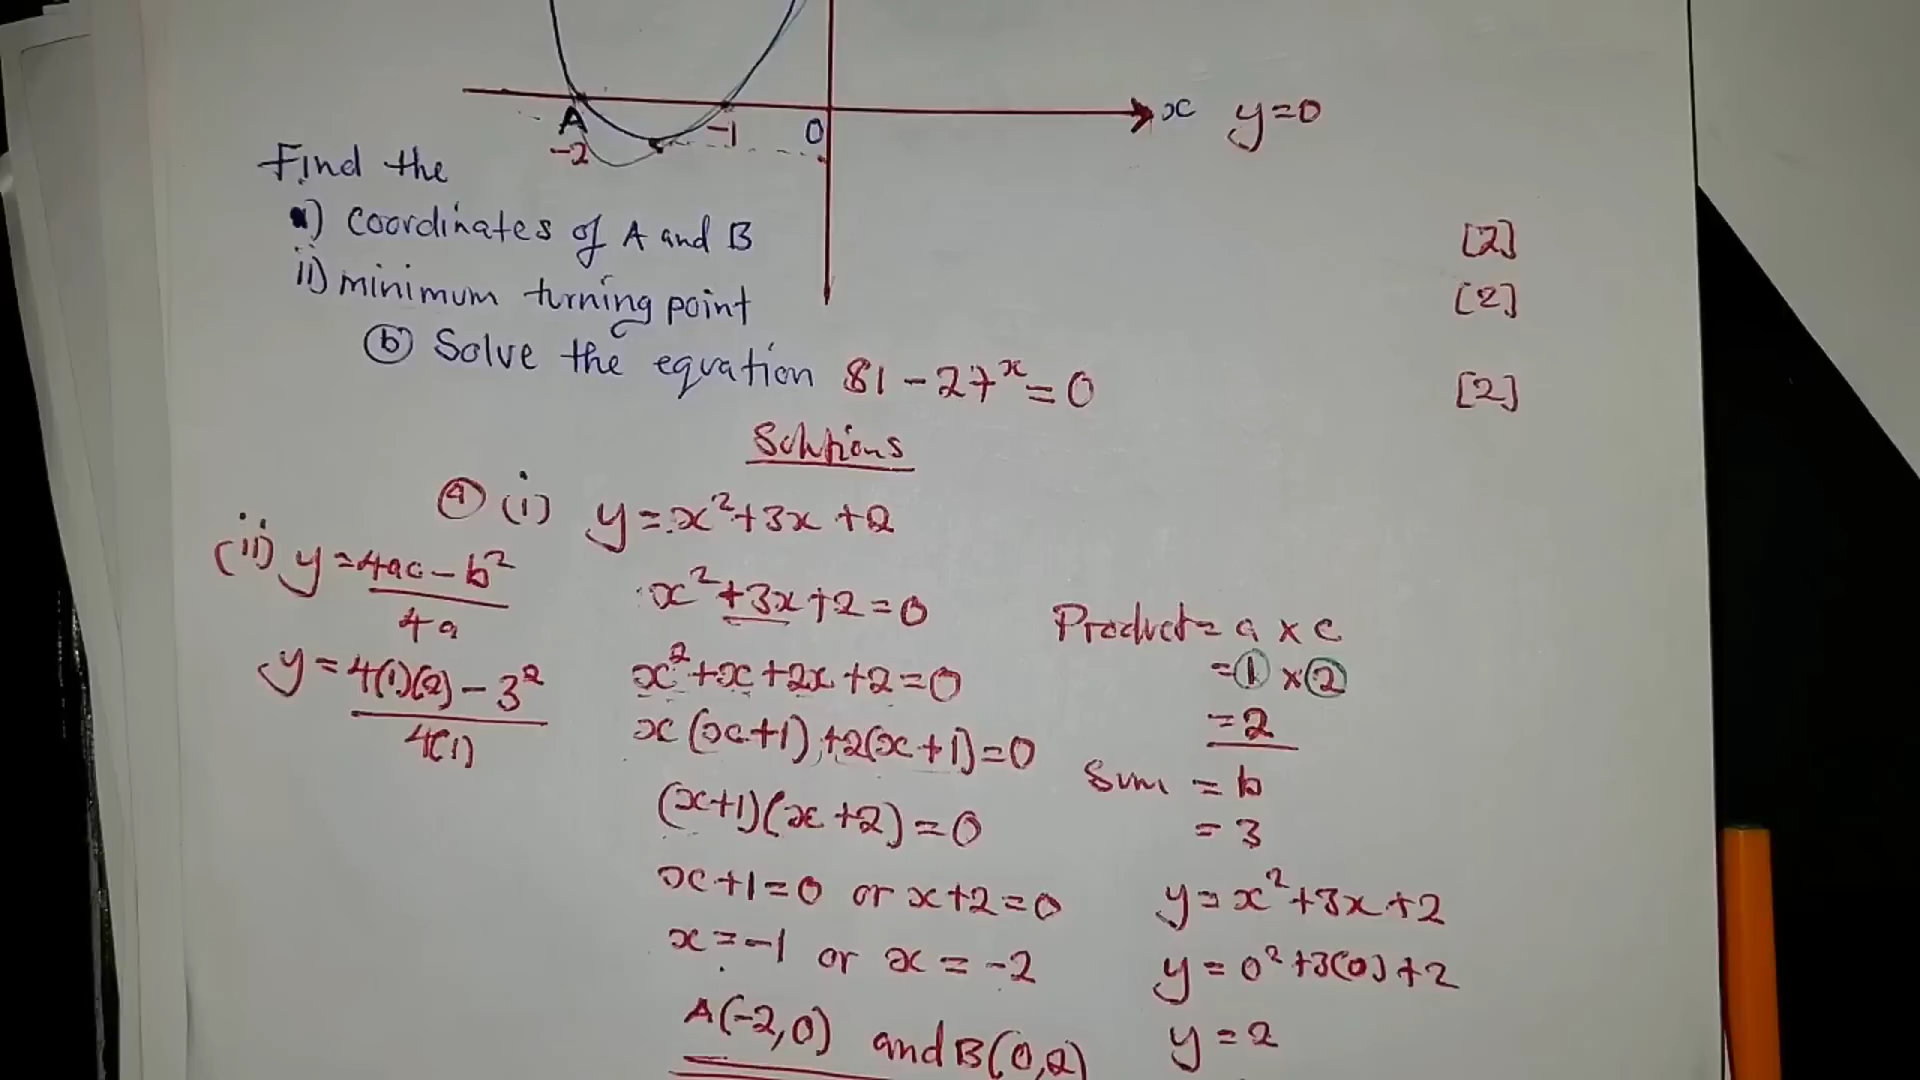 x y=0
A -1 0
-2
Find the
a) coordinates of A and B [2]
ii) minimum turning point [2]
(b) Solve the equation 81 - 27^x = 0 [2]
Solutions
(a) (i) y = x² + 3x + 2
x² + 3x + 2 = 0
x² + x + 2x + 2 = 0
x(x+1) + 2(x+1) = 0
(x+1)(x+2) = 0
x+1 = 0 or x+2 = 0
x = -1 or x = -2
A(-2,0) and B(0,2)
Product = a × c
= 1 × 2
= 2
Sum = b
= 3
y = x² + 3x + 2
y = 0² + 3(0) + 2
y = 2
(ii) y = 4ac - b²
4a
y = 4(1)(2) - 3²
4(1)